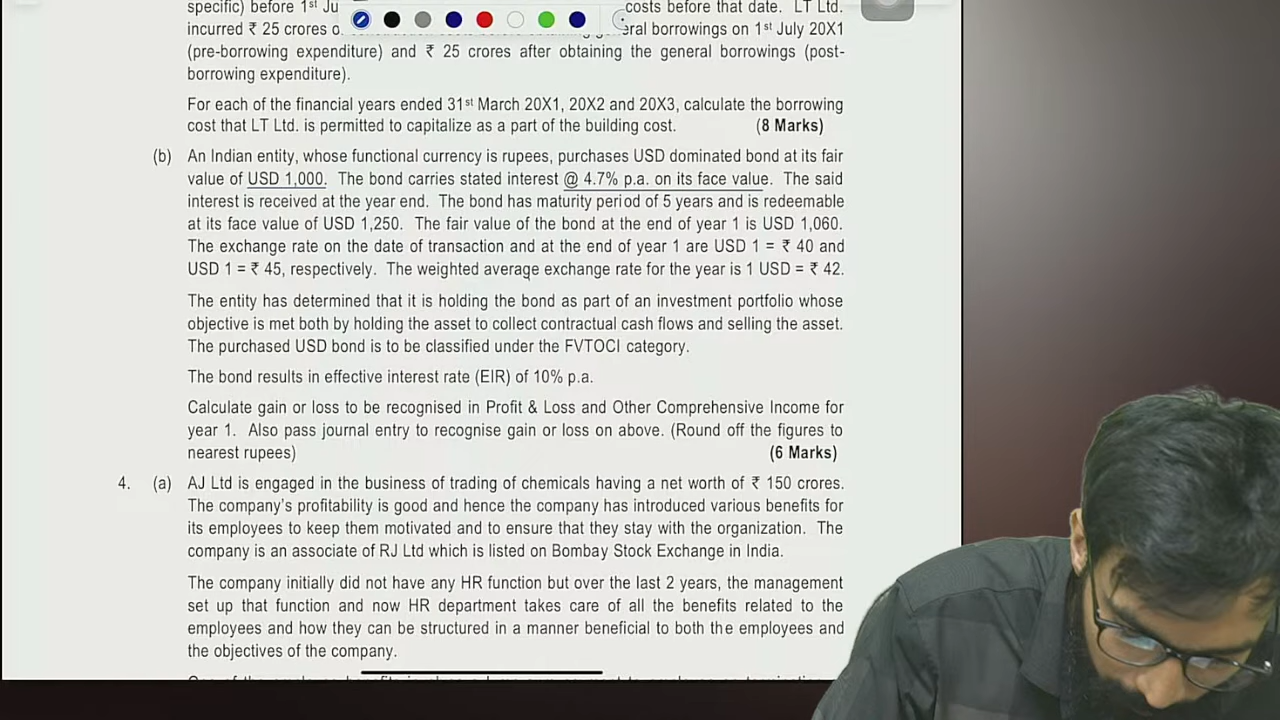 specific) before 1st Ju costs before that date. LT Ltd.
incurred ₹ 25 crores o eral borrowings on 1st July 20X1
(pre-borrowing expenditure) and ₹ 25 crores after obtaining the general borrowings (post-
borrowing expenditure).
For each of the financial years ended 31st March 20X1, 20X2 and 20X3, calculate the borrowing
cost that LT Ltd. is permitted to capitalize as a part of the building cost. (8 Marks)
(b) An Indian entity, whose functional currency is rupees, purchases USD dominated bond at its fair
value of USD 1,000. The bond carries stated interest @ 4.7% p.a. on its face value. The said
interest is received at the year end. The bond has maturity period of 5 years and is redeemable
at its face value of USD 1,250. The fair value of the bond at the end of year 1 is USD 1,060.
The exchange rate on the date of transaction and at the end of year 1 are USD 1 = ₹ 40 and
USD 1 = ₹ 45, respectively. The weighted average exchange rate for the year is 1 USD = ₹ 42.
The entity has determined that it is holding the bond as part of an investment portfolio whose
objective is met both by holding the asset to collect contractual cash flows and selling the asset.
The purchased USD bond is to be classified under the FVTOCI category.
The bond results in effective interest rate (EIR) of 10% p.a.
Calculate gain or loss to be recognised in Profit & Loss and Other Comprehensive Income for
year 1. Also pass journal entry to recognise gain or loss on above. (Round off the figures to
nearest rupees) (6 Marks)
4. (a) AJ Ltd is engaged in the business of trading of chemicals having a net worth of ₹ 150 crores.
The company's profitability is good and hence the company has introduced various benefits for
its employees to keep them motivated and to ensure that they stay with the organization. The
company is an associate of RJ Ltd which is listed on Bombay Stock Exchange in India.
The company initially did not have any HR function but over the last 2 years, the management
set up that function and now HR department takes care of all the benefits related to the
employees and how they can be structured in a manner beneficial to both the employees and
the objectives of the company.